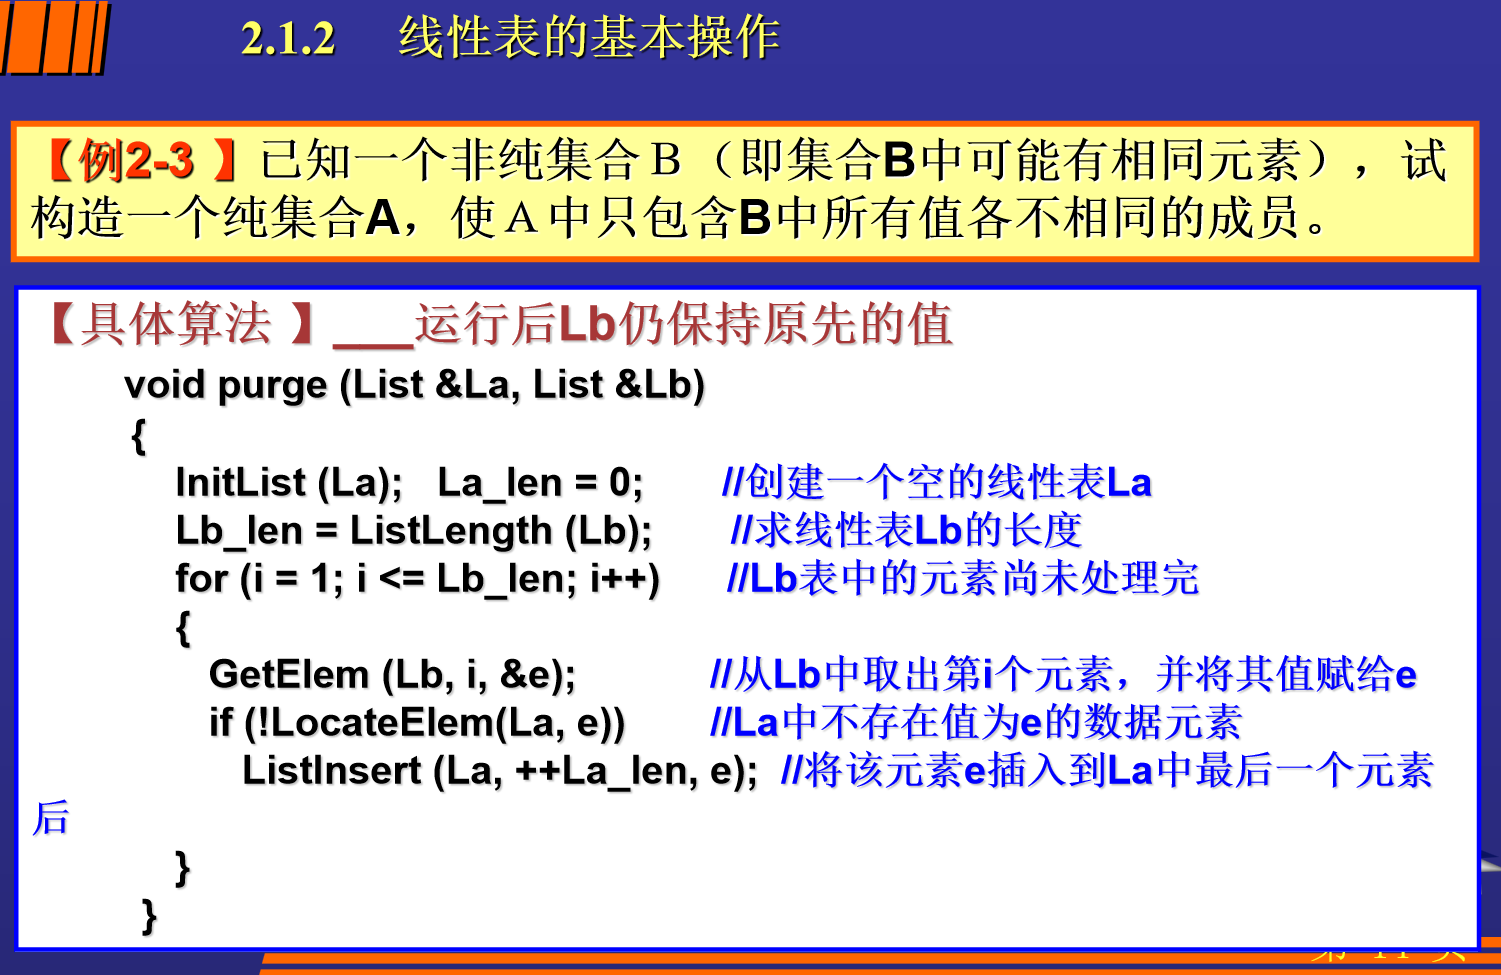 2.1.2 线性表的基本操作
【例2-3 】已知一个非纯集合Ｂ（即集合B中可能有相同元素），试
构造一个纯集合A，使Ａ中只包含B中所有值各不相同的成员。
【具体算法 】___运行后Lb仍保持原先的值
void purge (List &La, List &Lb)
{
InitList (La); La_len = 0; //创建一个空的线性表La
Lb_len = ListLength (Lb); //求线性表Lb的长度
for (i = 1; i <= Lb_len; i++) //Lb表中的元素尚未处理完
{
GetElem (Lb, i, &e); //从Lb中取出第i个元素，并将其值赋给e
if (!LocateElem(La, e)) //La中不存在值为e的数据元素
ListInsert (La, ++La_len, e); //将该元素e插入到La中最后一个元素
后
}
}